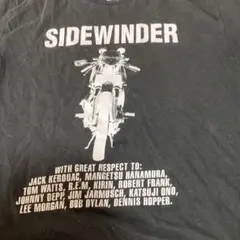 SIDEWINDER
WITH GREAT RESPECT TO:
JACK KEROUAC, MANGETSU HANAMURA,
TOM WAITS, R.E.M, KIRIN, ROBERT FRANK,
JOHNNY DEPP, JIM JARMUSCH, KATSUJI ONO,
LEE MORGAN, BOB DYLAN, DENNIS HOPPER.